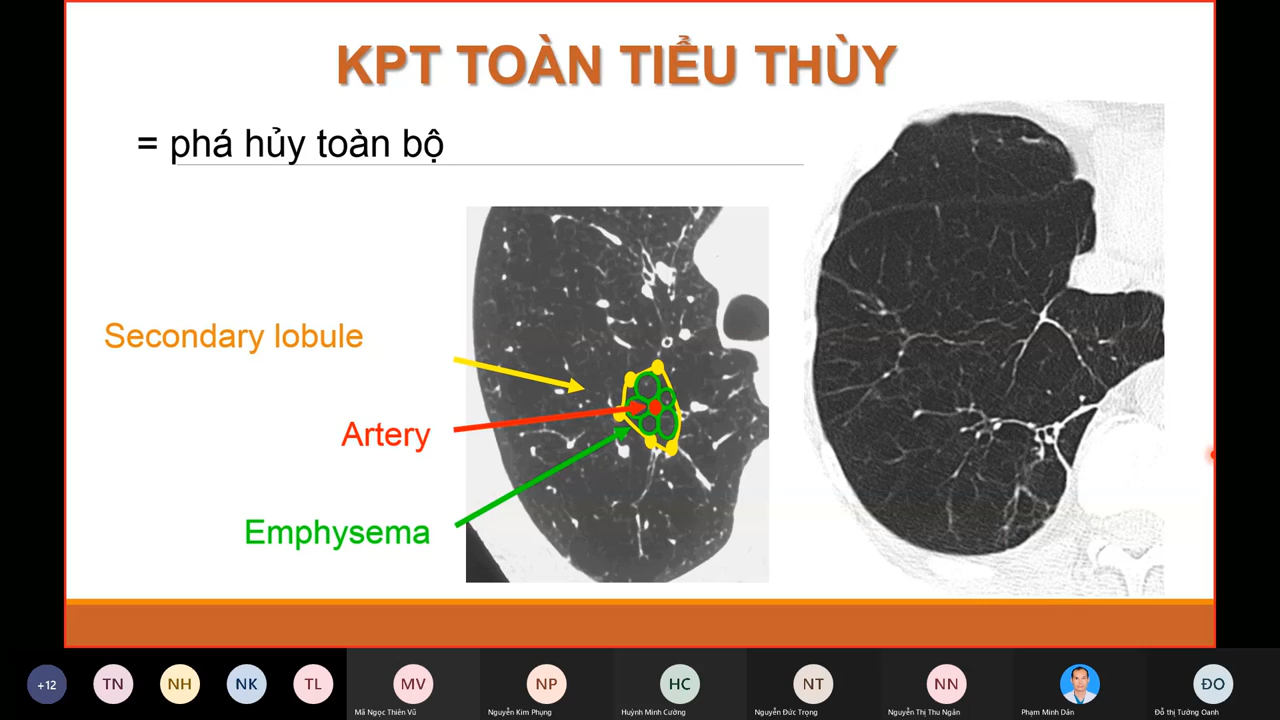 KPT TOÀN TIỂU THÙY
= phá hủy toàn bộ
Secondary lobule
Artery
Emphysema
+12
TN
NH
NK
TL
MV
NP
HC
NT
NN
ĐO
Mã Ngọc Thiên Vũ
Nguyễn Kim Phụng
Huỳnh Minh Cường
Nguyễn Đức Trọng
Nguyễn Thị Thu Ngân
Phạm Minh Dân
Đỗ thị Tường Oanh